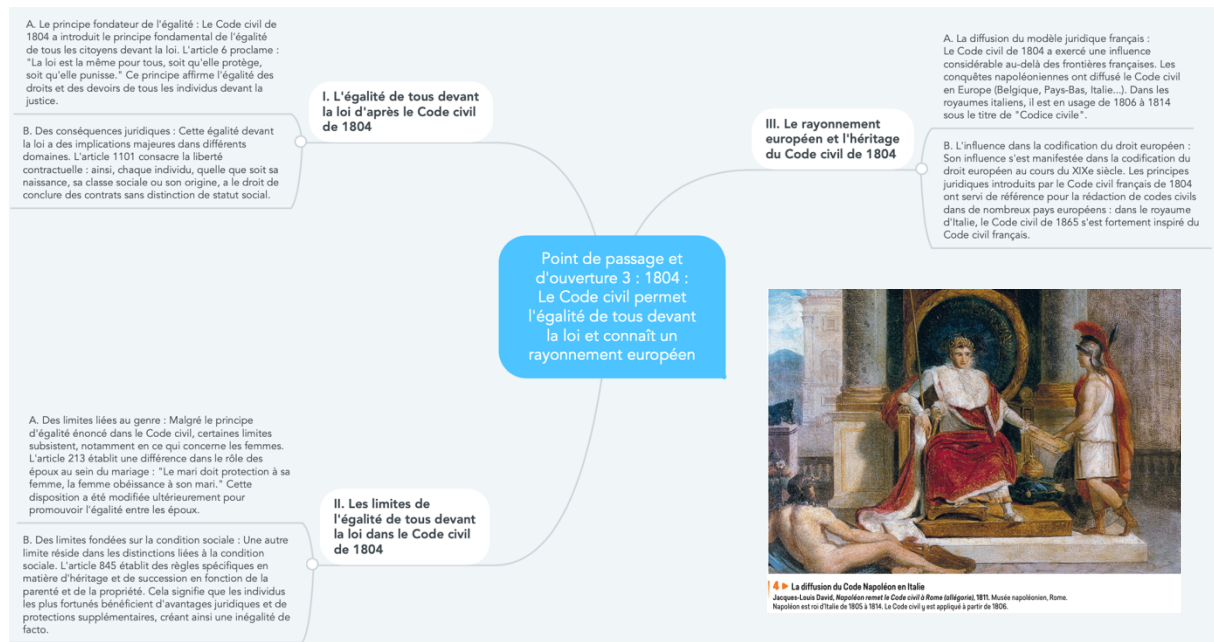 A. Le principe fondateur de l'égalité : Le Code civil de
1804 a introduit le principe fondamental de l'égalité
de tous les citoyens devant la loi. L'article 6 proclame :
"La loi est la même pour tous, soit qu'elle protège,
soit qu'elle punisse." Ce principe affirme l'égalité des
droits et des devoirs de tous les individus devant la
justice.
B. Des conséquences juridiques : Cette égalité devant
la loi a des implications majeures dans différents
domaines. L'article 1101 consacre la liberté
contractuelle : ainsi, chaque individu, quelle que soit sa
naissance, sa classe sociale ou son origine, a le droit de
conclure des contrats sans distinction de statut social.
I. L'égalité de tous devant
la loi d'après le Code civil
de 1804
A. La diffusion du modèle juridique français :
Le Code civil de 1804 a exercé une influence
considérable au-delà des frontières françaises. Les
conquêtes napoléoniennes ont diffusé le Code civil
en Europe (Belgique, Pays-Bas, Italie...). Dans les
royaumes italiens, il est en usage de 1806 à 1814
sous le titre de "Codice civile".
III. Le rayonnement
européen et l'héritage
du Code civil de 1804
B. L'influence dans la codification du droit européen :
Son influence s'est manifestée dans la codification du
droit européen au cours du XIXe siècle. Les principes
juridiques introduits par le Code civil français de 1804
ont servi de référence pour la rédaction de codes civils
dans de nombreux pays européens : dans le royaume
d'Italie, le Code civil de 1865 s'est fortement inspiré du
Code civil français.
Point de passage et
d'ouverture 3 : 1804 :
Le Code civil permet
l'égalité de tous devant
la loi et connaît un
rayonnement européen
A. Des limites liées au genre : Malgré le principe
d'égalité énoncé dans le Code civil, certaines limites
subsistent, notamment en ce qui concerne les femmes.
L'article 213 établit une différence dans le rôle des
époux au sein du mariage : "Le mari doit protection à sa
femme, la femme obéissance à son mari." Cette
disposition a été modifiée ultérieurement pour
promouvoir l'égalité entre les époux.
II. Les limites de
l'égalité de tous devant
la loi dans le Code civil
de 1804
B. Des limites fondées sur la condition sociale : Une autre
limite réside dans les distinctions liées à la condition
sociale. L'article 845 établit des règles spécifiques en
matière d'héritage et de succession en fonction de la
parenté et de la propriété. Cela signifie que les individus
les plus fortunés bénéficient d'avantages juridiques et de
protections supplémentaires, créant ainsi une inégalité de
facto.
4 ► La diffusion du Code Napoléon en Italie
Jacques-Louis David, Napoléon remet le Code civil à Rome (allégorie), 1811. Musée napoléonien, Rome.
Napoléon est roi d'Italie de 1805 à 1814. Le Code civil y est appliqué à partir de 1806.